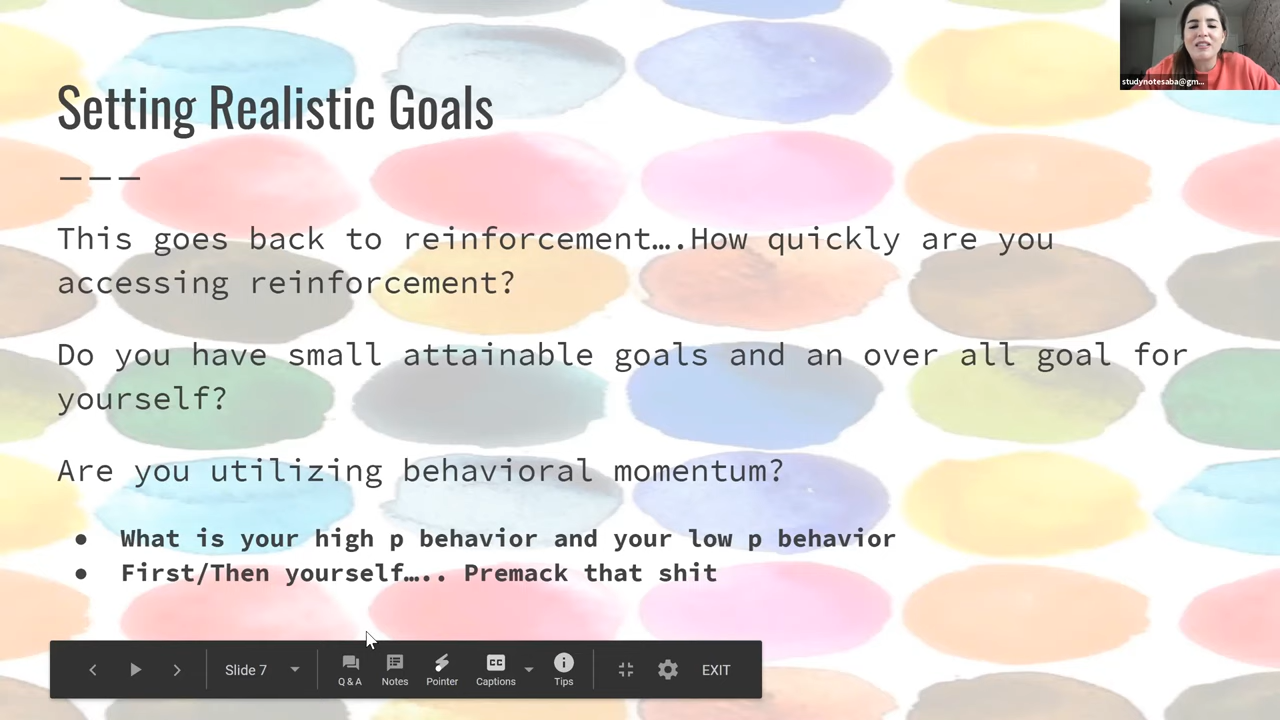 studynotesaba@gm...
Setting Realistic Goals
———
This goes back to reinforcement….How quickly are you
accessing reinforcement?
Do you have small attainable goals and an over all goal for
yourself?
Are you utilizing behavioral momentum?
● What is your high p behavior and your low p behavior
● First/Then yourself….. Premack that shit
Slide 7
Q & A
Notes
Pointer
CC
Captions
Tips
EXIT